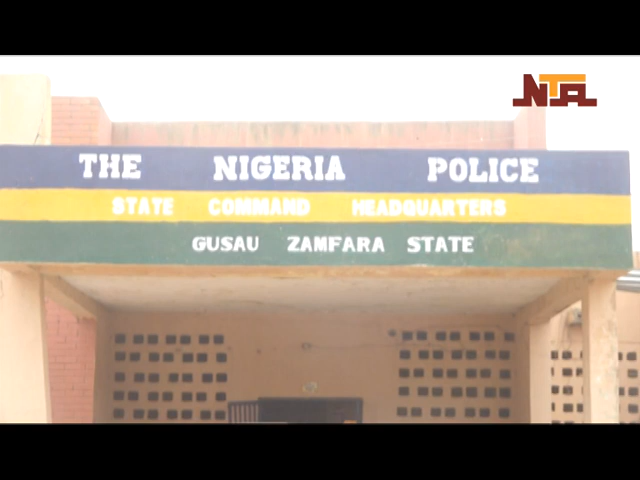 NTA
THE NIGERIA POLICE
STATE COMMAND HEADQUARTERS
GUSAU ZAMFARA STATE